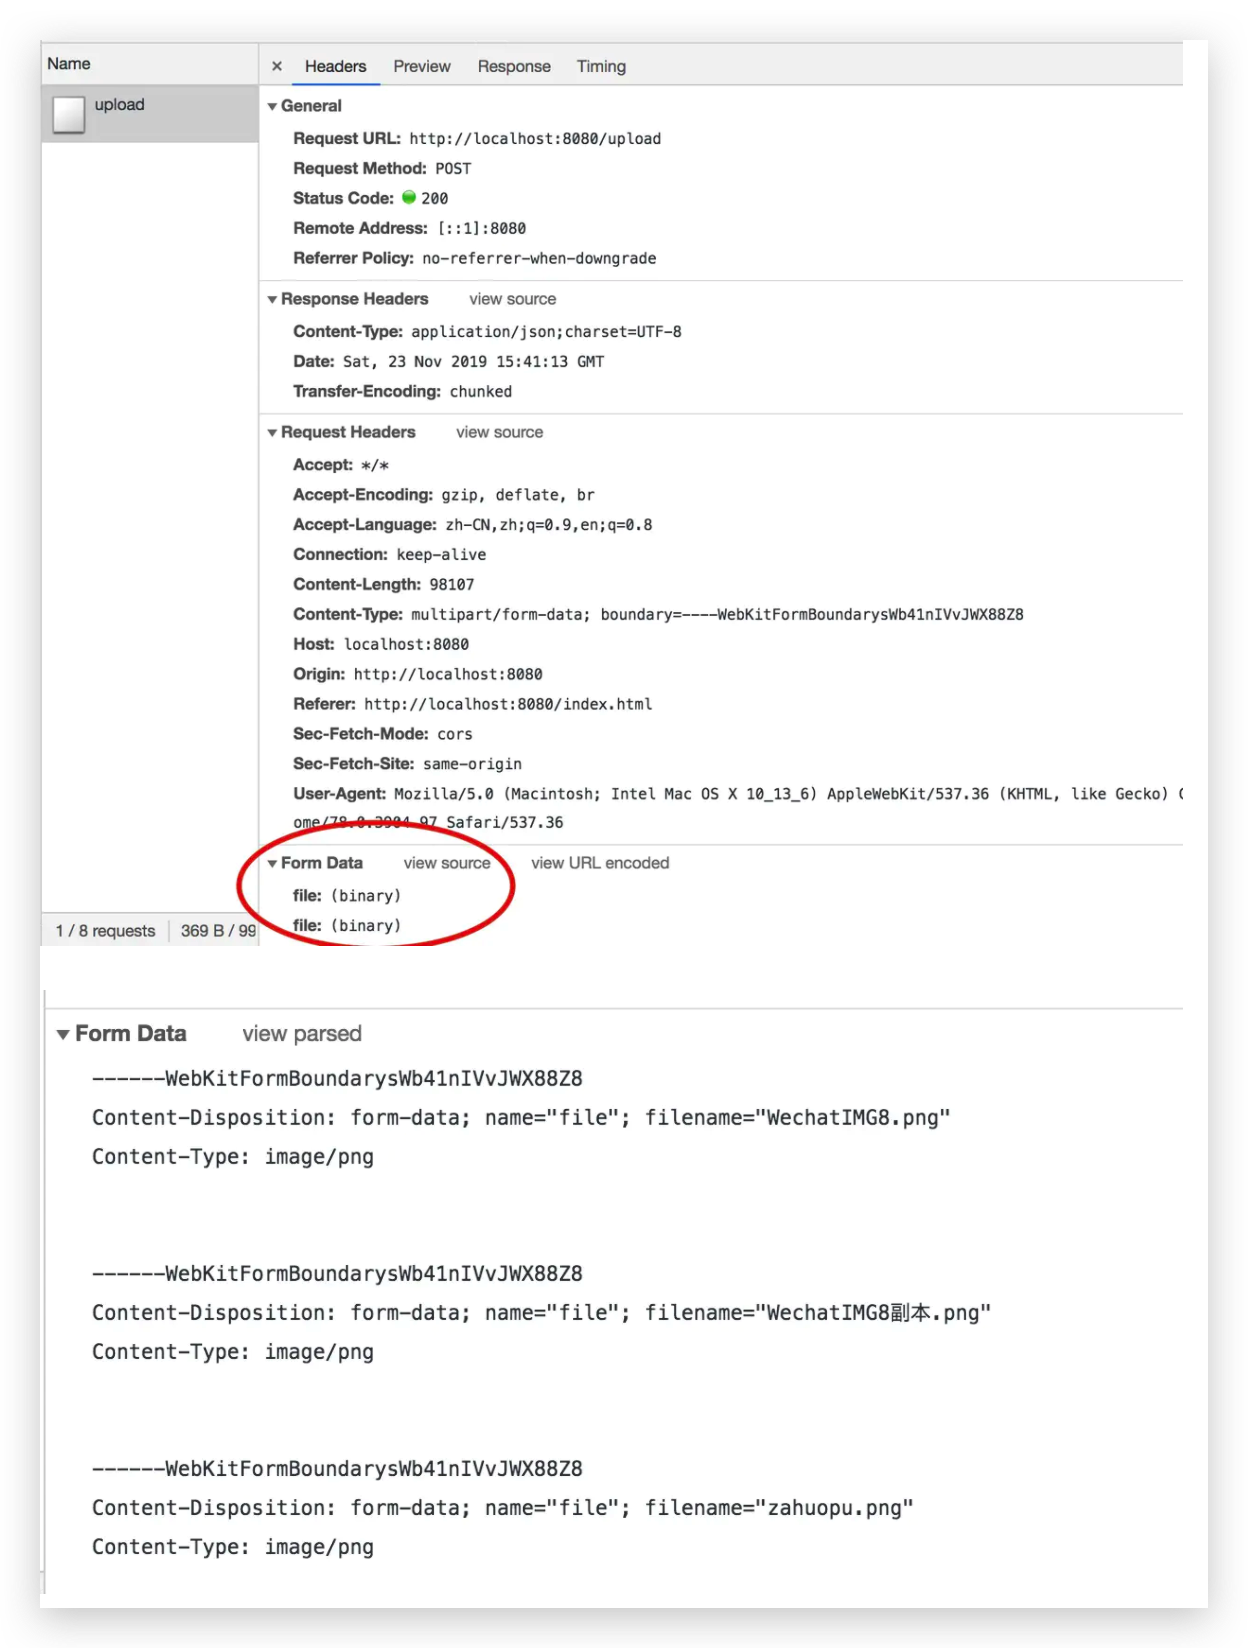 Name
× Headers Preview Response Timing
upload
▼ General
Request URL: http://localhost:8080/upload
Request Method: POST
Status Code: 200
Remote Address: [::1]:8080
Referrer Policy: no-referrer-when-downgrade
▼ Response Headers view source
Content-Type: application/json;charset=UTF-8
Date: Sat, 23 Nov 2019 15:41:13 GMT
Transfer-Encoding: chunked
▼ Request Headers view source
Accept: */*
Accept-Encoding: gzip, deflate, br
Accept-Language: zh-CN,zh;q=0.9,en;q=0.8
Connection: keep-alive
Content-Length: 98107
Content-Type: multipart/form-data; boundary=----WebKitFormBoundarysWb41nIVvJWX88Z8
Host: localhost:8080
Origin: http://localhost:8080
Referer: http://localhost:8080/index.html
Sec-Fetch-Mode: cors
Sec-Fetch-Site: same-origin
User-Agent: Mozilla/5.0 (Macintosh; Intel Mac OS X 10_13_6) AppleWebKit/537.36 (KHTML, like Gecko)
ome/78.0.3904.97 Safari/537.36
▼ Form Data view source view URL encoded
file: (binary)
file: (binary)
1 / 8 requests 369 B / 99
▼ Form Data view parsed
------WebKitFormBoundarysWb41nIVvJWX88Z8
Content-Disposition: form-data; name="file"; filename="WechatIMG8.png"
Content-Type: image/png
------WebKitFormBoundarysWb41nIVvJWX88Z8
Content-Disposition: form-data; name="file"; filename="WechatIMG8副本.png"
Content-Type: image/png
------WebKitFormBoundarysWb41nIVvJWX88Z8
Content-Disposition: form-data; name="file"; filename="zahuopu.png"
Content-Type: image/png